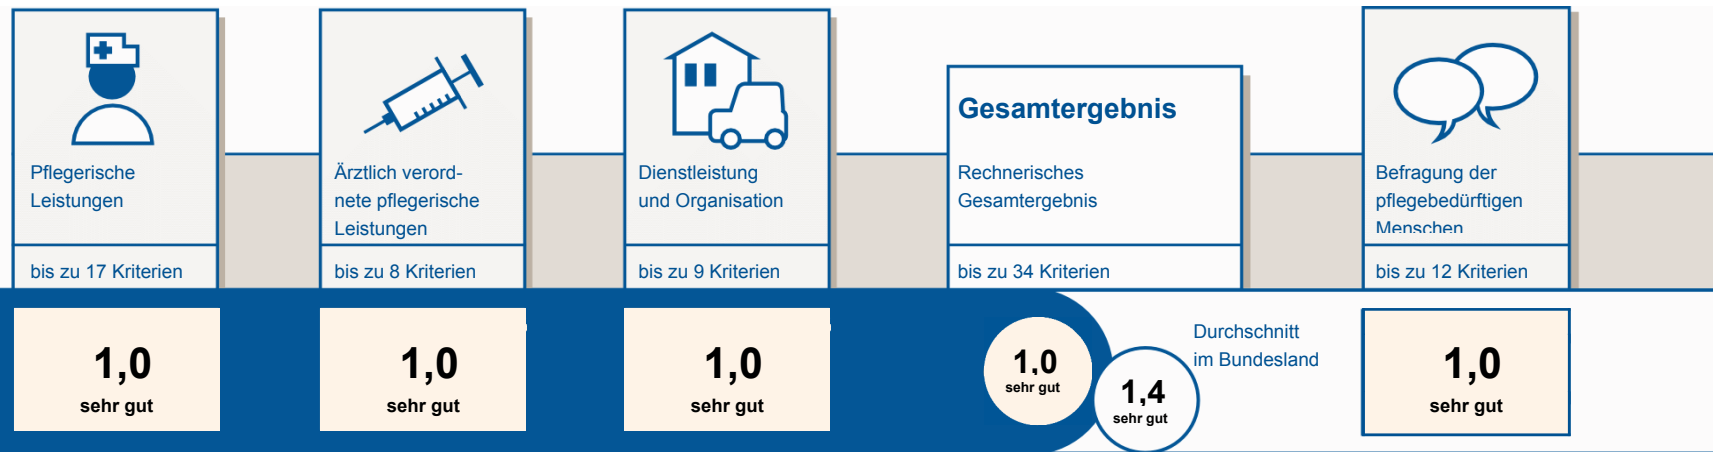 Pflegerische
Leistungen
bis zu 17 Kriterien
1,0
sehr gut
Ärztlich verord-
nete pflegerische
Leistungen
bis zu 8 Kriterien
1,0
sehr gut
Dienstleistung
und Organisation
bis zu 9 Kriterien
1,0
sehr gut
Gesamtergebnis
Rechnerisches
Gesamtergebnis
bis zu 34 Kriterien
1,0
sehr gut
1,4
sehr gut
Durchschnitt
im Bundesland
Befragung der
pflegebedürftigen
Menschen
bis zu 12 Kriterien
1,0
sehr gut